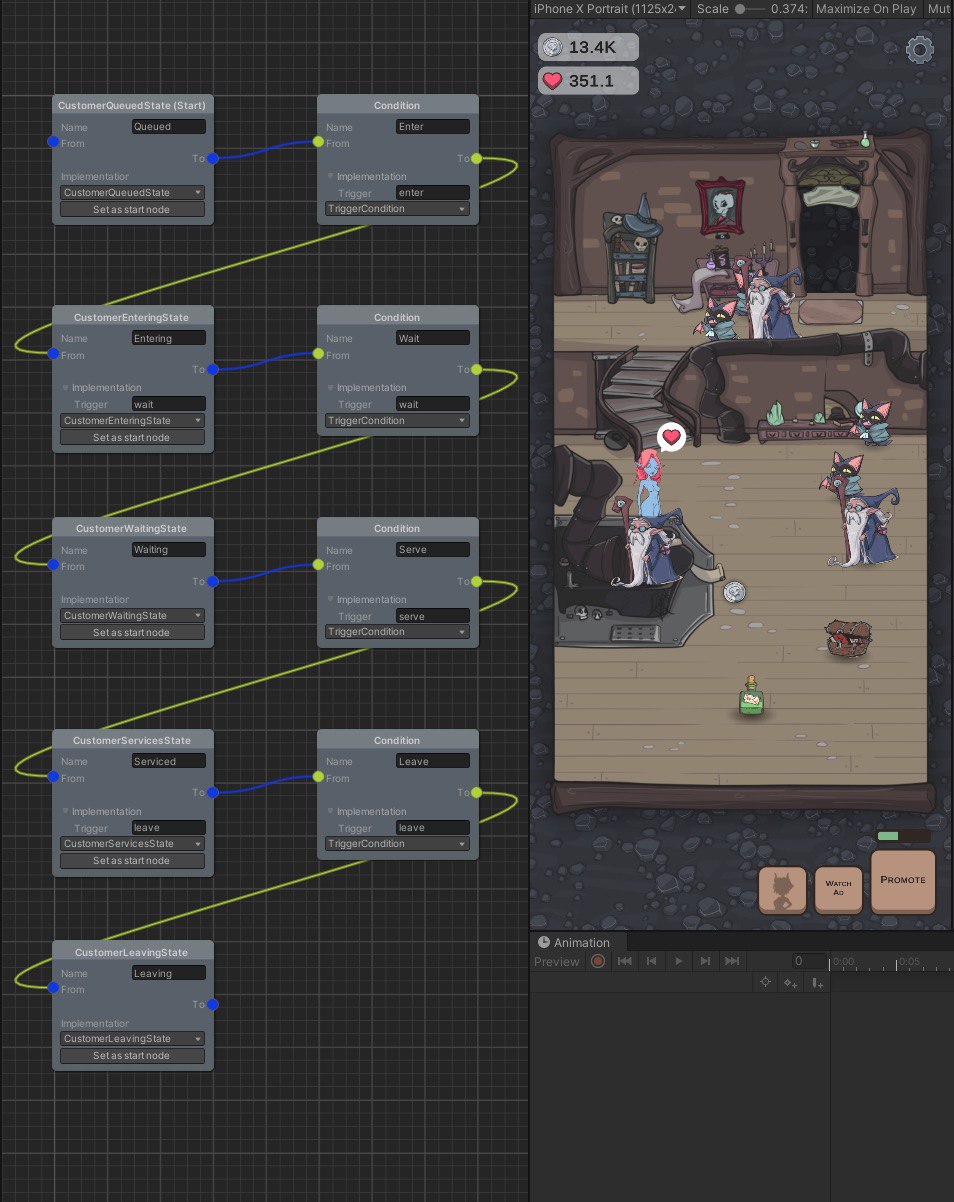 CustomerQueuedState (Start)
Name Queued
From
To
Implementation
CustomerQueuedState
Set as start node
Condition
Name Enter
From
To
Implementation
Trigger enter
TriggerCondition
CustomerEnteringState
Name Entering
From
To
Implementation
Trigger wait
CustomerEnteringState
Set as start node
Condition
Name Wait
From
To
Implementation
Trigger wait
TriggerCondition
CustomerWaitingState
Name Waiting
From
To
Implementation
CustomerWaitingState
Set as start node
Condition
Name Serve
From
To
Implementation
Trigger serve
TriggerCondition
CustomerServicesState
Name Serviced
From
To
Implementation
Trigger leave
CustomerServicesState
Set as start node
Condition
Name Leave
From
To
Implementation
Trigger leave
TriggerCondition
CustomerLeavingState
Name Leaving
From
To
Implementation
CustomerLeavingState
Set as start node
iPhone X Portrait (1125x2 Scale 0.374: Maximize On Play Mut
13.4K
351.1
WATCH
AD
PROMOTE
Animation
Preview 0 0:00 0:05